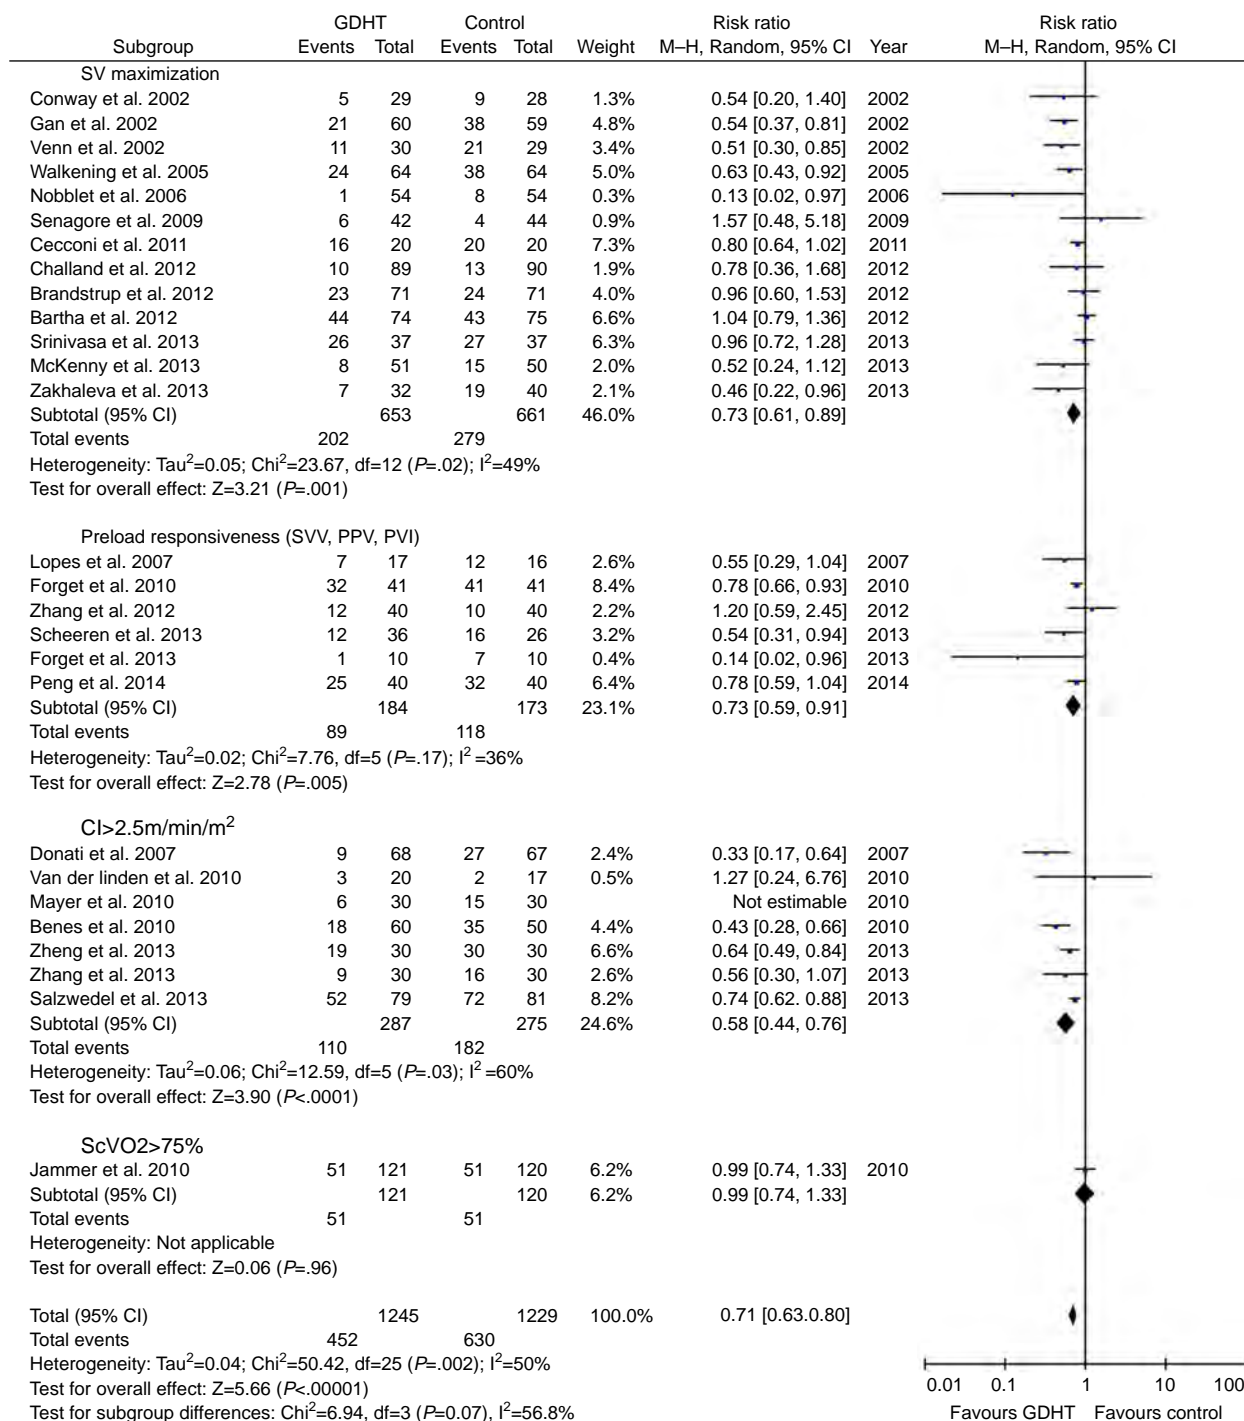 GDHT Control Risk ratio Risk ratio
Subgroup Events Total Events Total Weight M–H, Random, 95% CI Year M–H, Random, 95% CI
SV maximization
Conway et al. 2002 5 29 9 28 1.3% 0.54 [0.20, 1.40] 2002
Gan et al. 2002 21 60 38 59 4.8% 0.54 [0.37, 0.81] 2002
Venn et al. 2002 11 30 21 29 3.4% 0.51 [0.30, 0.85] 2002
Walkening et al. 2005 24 64 38 64 5.0% 0.63 [0.43, 0.92] 2005
Nobblet et al. 2006 1 54 8 54 0.3% 0.13 [0.02, 0.97] 2006
Senagore et al. 2009 6 42 4 44 0.9% 1.57 [0.48, 5.18] 2009
Cecconi et al. 2011 16 20 20 20 7.3% 0.80 [0.64, 1.02] 2011
Challand et al. 2012 10 89 13 90 1.9% 0.78 [0.36, 1.68] 2012
Brandstrup et al. 2012 23 71 24 71 4.0% 0.96 [0.60, 1.53] 2012
Bartha et al. 2012 44 74 43 75 6.6% 1.04 [0.79, 1.36] 2012
Srinivasa et al. 2013 26 37 27 37 6.3% 0.96 [0.72, 1.28] 2013
McKenny et al. 2013 8 51 15 50 2.0% 0.52 [0.24, 1.12] 2013
Zakhaleva et al. 2013 7 32 19 40 2.1% 0.46 [0.22, 0.96] 2013
Subtotal (95% CI) 653 661 46.0% 0.73 [0.61, 0.89]
Total events 202 279
Heterogeneity: Tau²=0.05; Chi²=23.67, df=12 (P=.02); I²=49%
Test for overall effect: Z=3.21 (P=.001)
Preload responsiveness (SVV, PPV, PVI)
Lopes et al. 2007 7 17 12 16 2.6% 0.55 [0.29, 1.04] 2007
Forget et al. 2010 32 41 41 41 8.4% 0.78 [0.66, 0.93] 2010
Zhang et al. 2012 12 40 10 40 2.2% 1.20 [0.59, 2.45] 2012
Scheeren et al. 2013 12 36 16 26 3.2% 0.54 [0.31, 0.94] 2013
Forget et al. 2013 1 10 7 10 0.4% 0.14 [0.02, 0.96] 2013
Peng et al. 2014 25 40 32 40 6.4% 0.78 [0.59, 1.04] 2014
Subtotal (95% CI) 184 173 23.1% 0.73 [0.59, 0.91]
Total events 89 118
Heterogeneity: Tau²=0.02; Chi²=7.76, df=5 (P=.17); I² =36%
Test for overall effect: Z=2.78 (P=.005)
CI>2.5m/min/m²
Donati et al. 2007 9 68 27 67 2.4% 0.33 [0.17, 0.64] 2007
Van der linden et al. 2010 3 20 2 17 0.5% 1.27 [0.24, 6.76] 2010
Mayer et al. 2010 6 30 15 30 Not estimable 2010
Benes et al. 2010 18 60 35 50 4.4% 0.43 [0.28, 0.66] 2010
Zheng et al. 2013 19 30 30 30 6.6% 0.64 [0.49, 0.84] 2013
Zhang et al. 2013 9 30 16 30 2.6% 0.56 [0.30, 1.07] 2013
Salzwedel et al. 2013 52 79 72 81 8.2% 0.74 [0.62. 0.88] 2013
Subtotal (95% CI) 287 275 24.6% 0.58 [0.44, 0.76]
Total events 110 182
Heterogeneity: Tau²=0.06; Chi²=12.59, df=5 (P=.03); I² =60%
Test for overall effect: Z=3.90 (P<.0001)
ScVO2>75%
Jammer et al. 2010 51 121 51 120 6.2% 0.99 [0.74, 1.33] 2010
Subtotal (95% CI) 121 120 6.2% 0.99 [0.74, 1.33]
Total events 51 51
Heterogeneity: Not applicable
Test for overall effect: Z=0.06 (P=.96)
Total (95% CI) 1245 1229 100.0% 0.71 [0.63.0.80]
Total events 452 630
Heterogeneity: Tau²=0.04; Chi²=50.42, df=25 (P=.002); I²=50%
Test for overall effect: Z=5.66 (P<.00001)
Test for subgroup differences: Chi²=6.94, df=3 (P=0.07), I²=56.8%
0.01 0.1 1 10 100
Favours GDHT Favours control